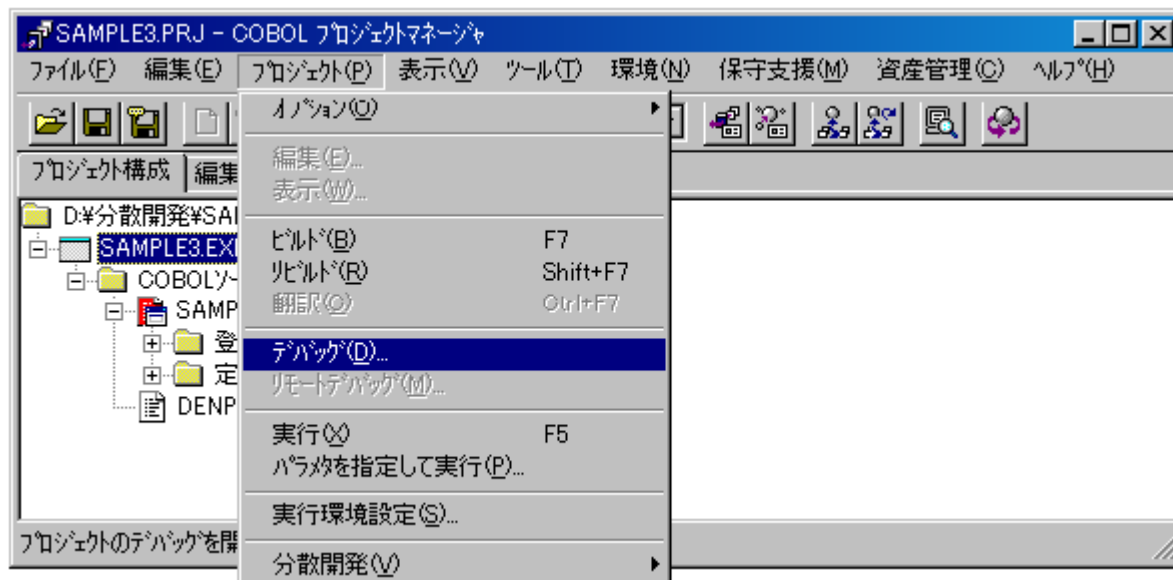 SAMPLE3.PRJ - COBOL ﾌﾟﾛｼﾞｪｸﾄﾏﾈｰｼﾞｬ
ﾌｧｲﾙ(F) 編集(E) ﾌﾟﾛｼﾞｪｸﾄ(P) 表示(V) ﾂｰﾙ(T) 環境(N) 保守支援(M) 資産管理(C) ﾍﾙﾌﾟ(H)
ｵﾌﾟｼｮﾝ(O)
編集(E)...
表示(W)...
ﾋﾞﾙﾄﾞ(B) F7
ﾘﾋﾞﾙﾄﾞ(R) Shift+F7
翻訳(C) Ctrl+F7
ﾃﾞﾊﾞｯｸﾞ(D)...
ﾘﾓｰﾄﾃﾞﾊﾞｯｸﾞ(M)...
実行(X) F5
ﾊﾟﾗﾒﾀを指定して実行(P)...
実行環境設定(S)...
分散開発(V)
ﾌﾟﾛｼﾞｪｸﾄ構成 編集
D:¥分散開発¥SA
SAMPLE3.EX
COBOLｿｰ
SAMP
登
定
DENP
ﾌﾟﾛｼﾞｪｸﾄのﾃﾞﾊﾞｯｸﾞを開